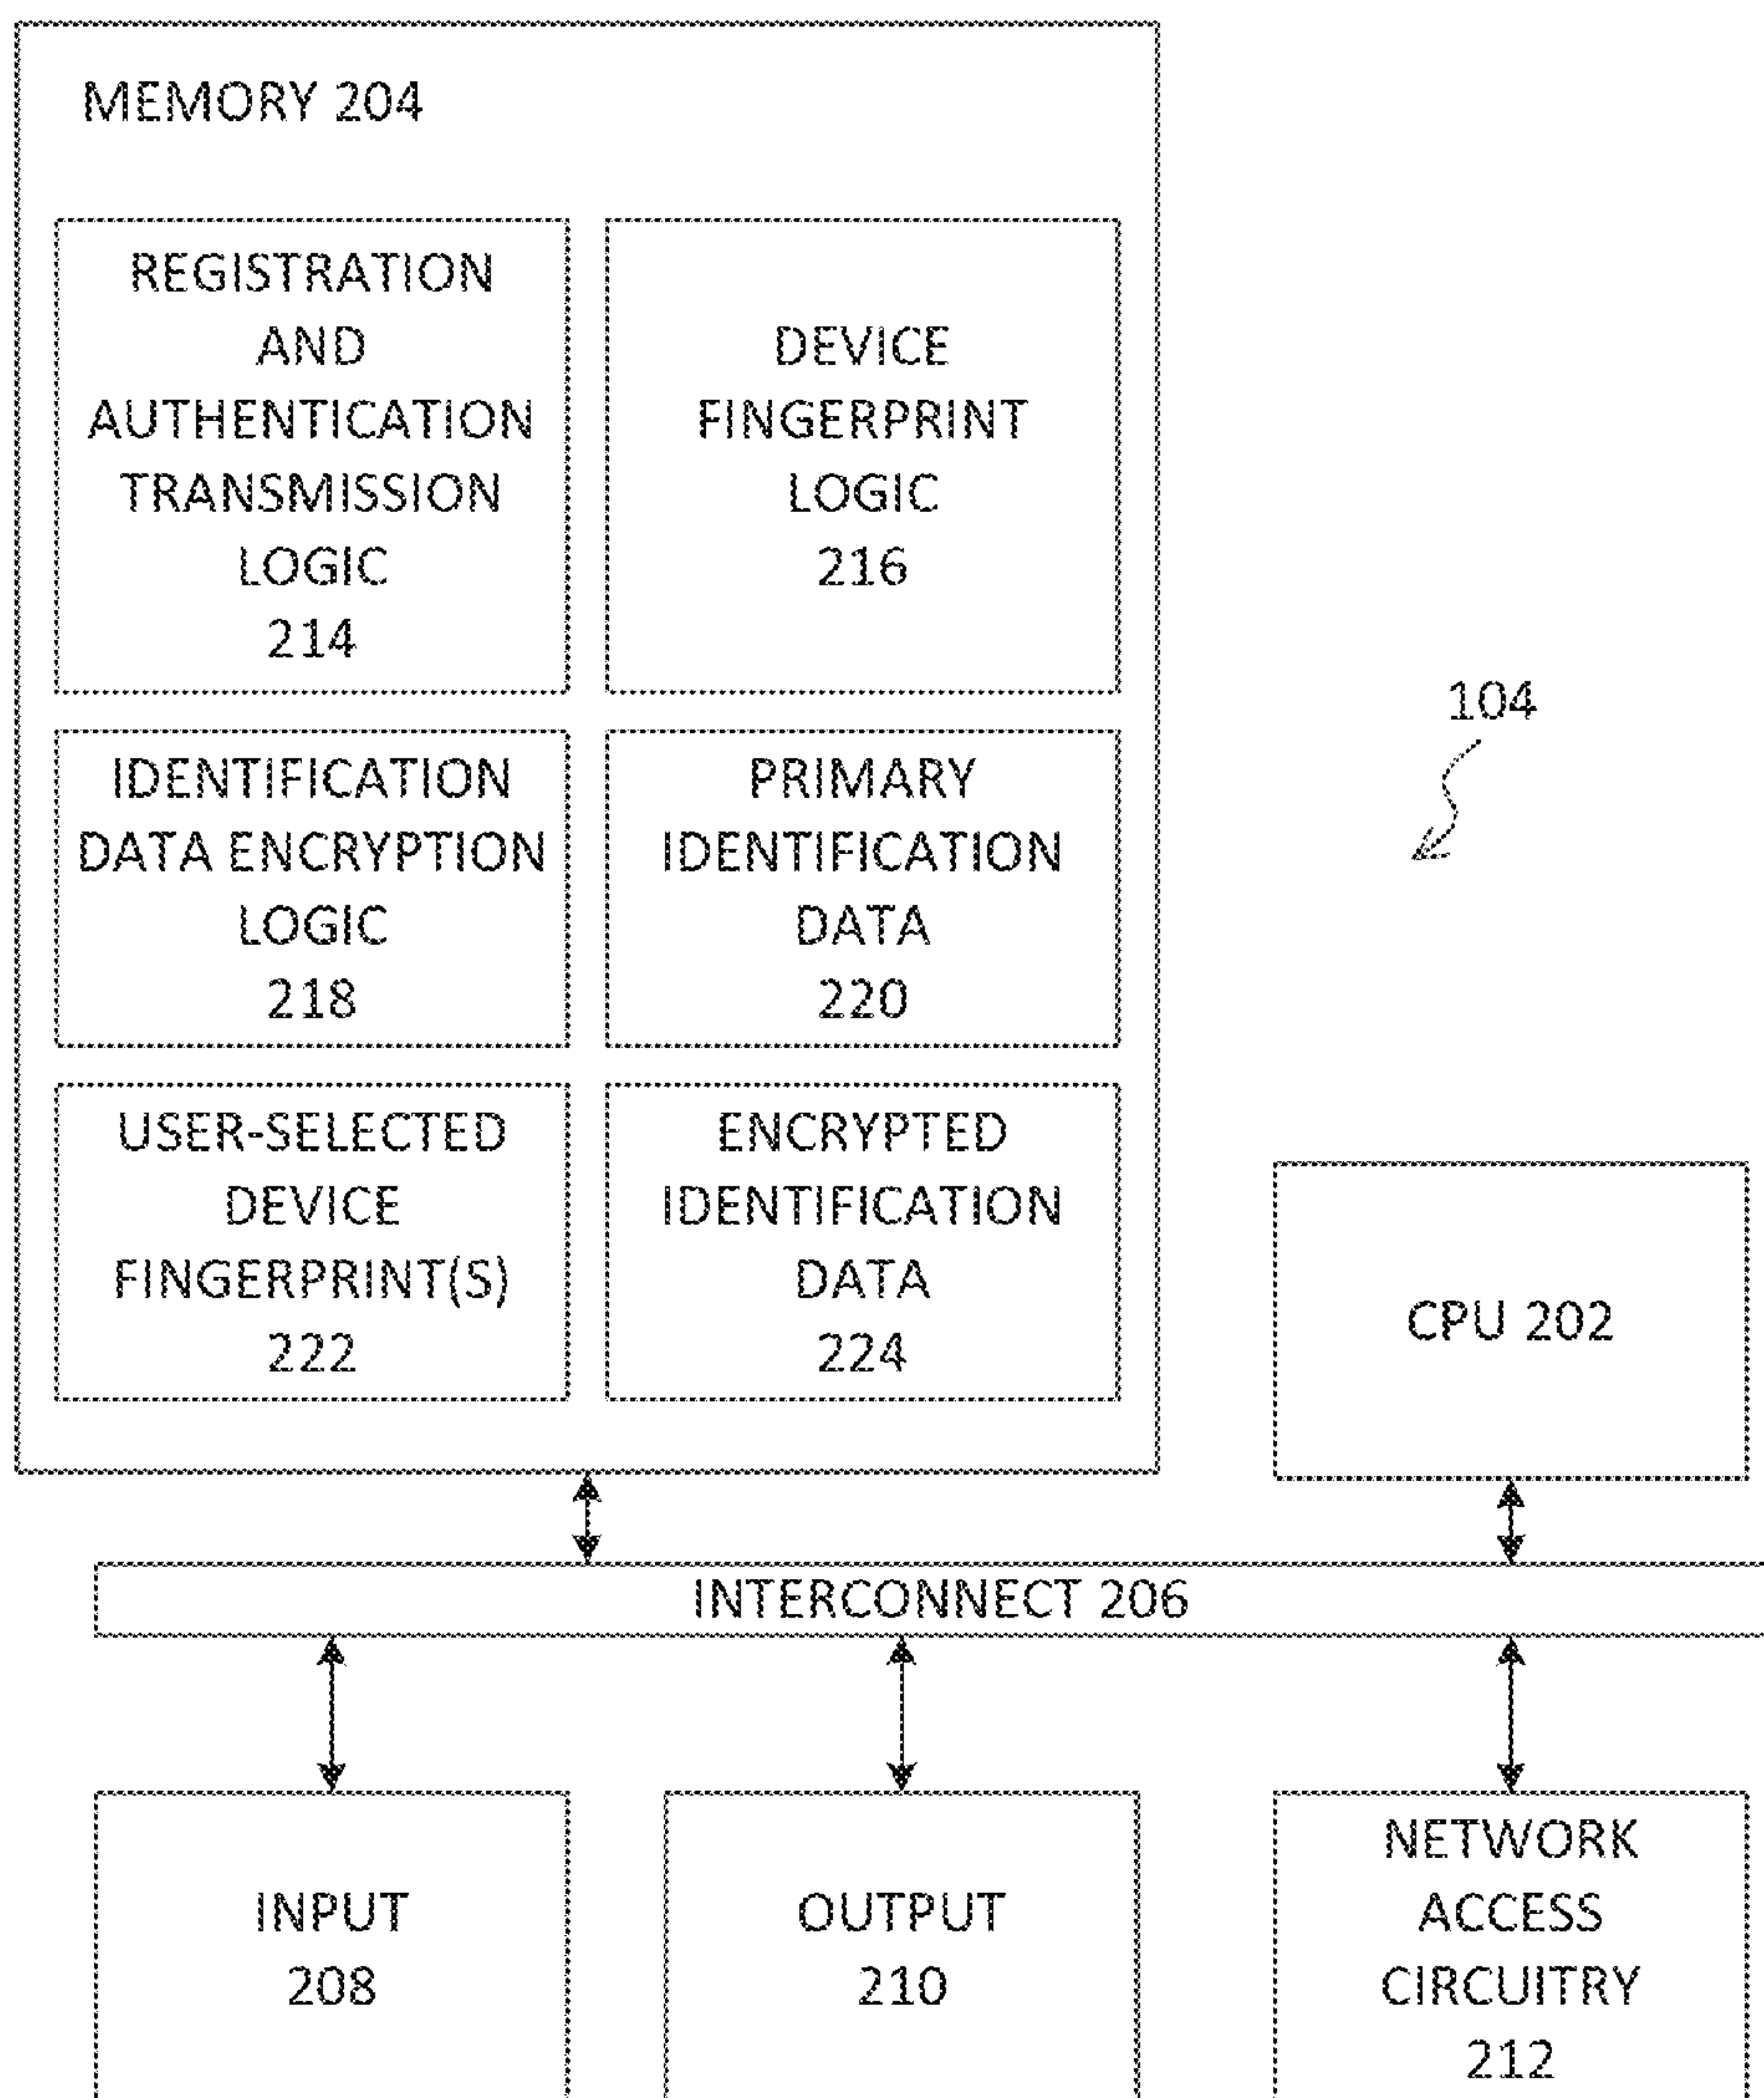 MEMORY 204
REGISTRATION
AND
AUTHENTICATION
TRANSMISSION
LOGIC
214
DEVICE
FINGERPRINT
LOGIC
216
IDENTIFICATION
DATA ENCRYPTION
LOGIC
218
PRIMARY
IDENTIFICATION
DATA
220
USER-SELECTED
DEVICE
FINGERPRINT(S)
222
ENCRYPTED
IDENTIFICATION
DATA
224
104
CPU 202
INTERCONNECT 206
INPUT
208
OUTPUT
210
NETWORK
ACCESS
CIRCUITRY
212